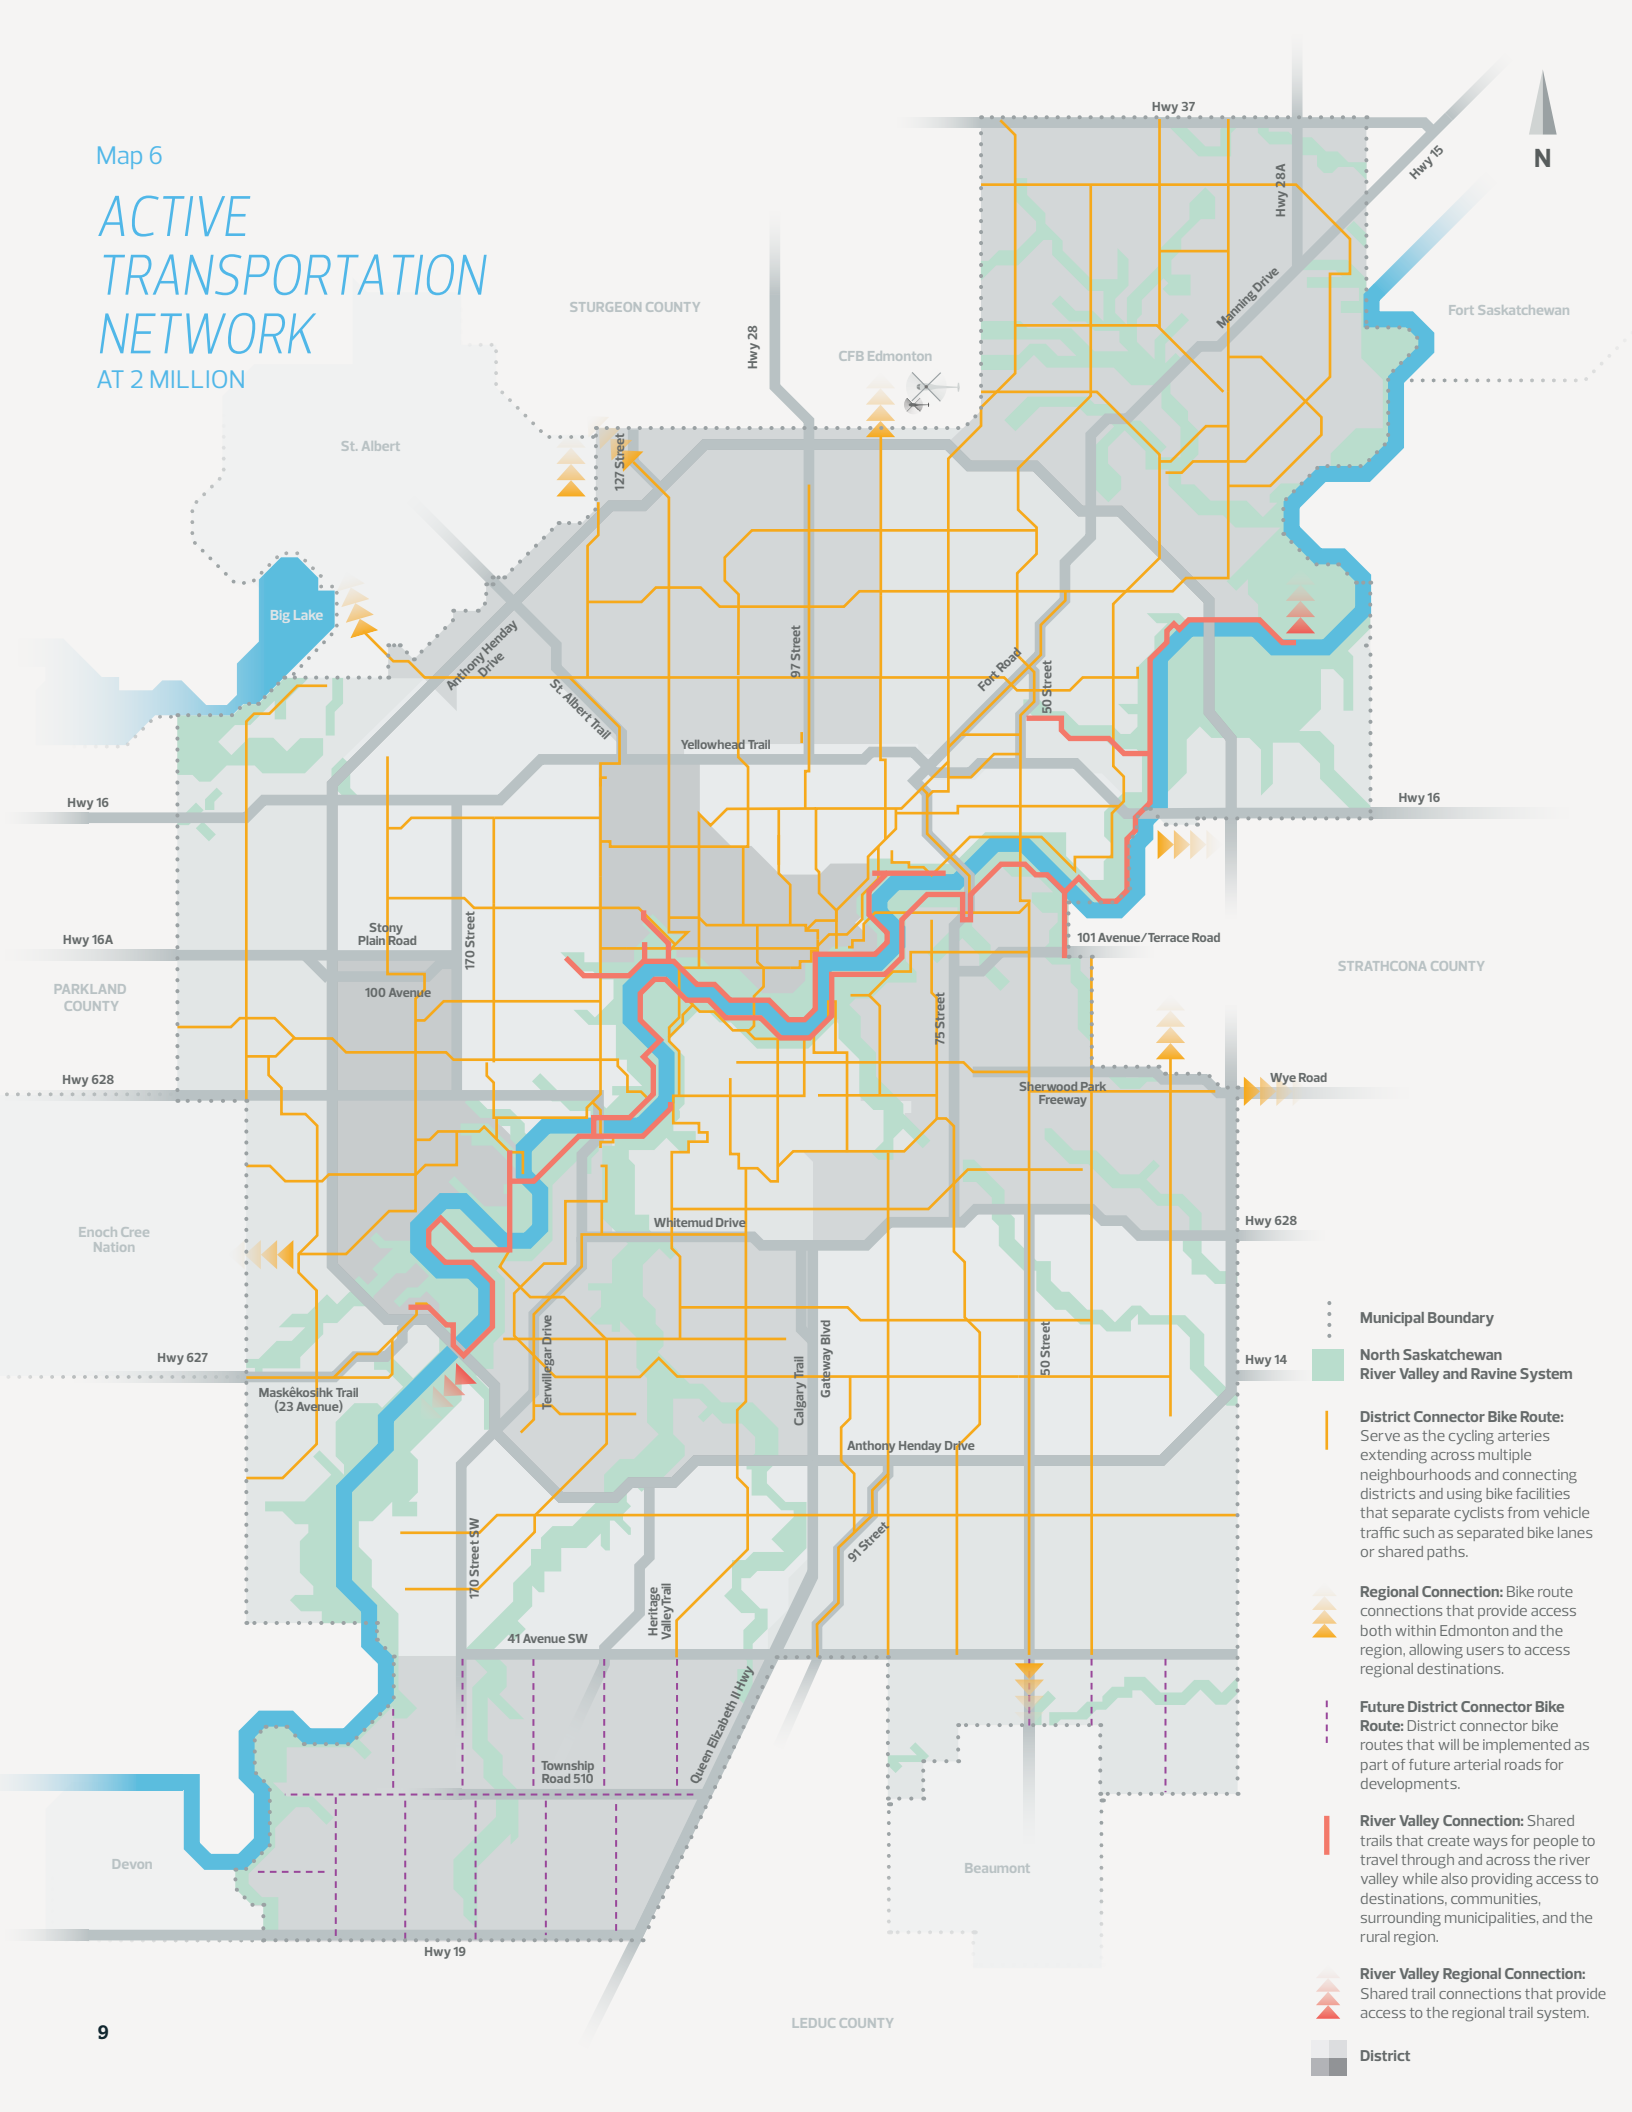 Map 6
ACTIVE
TRANSPORTATION
NETWORK
AT 2 MILLION
Hwy 37
Hwy 15
N
Hwy 28A
Manning Drive
STURGEON COUNTY
Fort Saskatchewan
Hwy 28
CFB Edmonton
St. Albert
127 Street
Big Lake
Anthony Henday
Drive
St. Albert Trail
97 Street
Fort Road
50 Street
Yellowhead Trail
Hwy 16
Hwy 16
Stony
Plain Road
170 Street
Hwy 16A
101 Avenue/Terrace Road
STRATHCONA COUNTY
PARKLAND
COUNTY
100 Avenue
75 Street
Hwy 628
Wye Road
Sherwood Park
Freeway
Enoch Cree
Nation
Whitemud Drive
Hwy 628
Terwillegar Drive
Calgary Trail
Gateway Blvd
50 Street
Hwy 627
Hwy 14
Maskêkosihk Trail
(23 Avenue)
Anthony Henday Drive
170 Street SW
91 Street
Heritage
Valley Trail
41 Avenue SW
Queen Elizabeth II Hwy
Township
Road 510
Devon
Beaumont
Hwy 19
LEDUC COUNTY
Municipal Boundary
North Saskatchewan
River Valley and Ravine System
District Connector Bike Route:
Serve as the cycling arteries
extending across multiple
neighbourhoods and connecting
districts and using bike facilities
that separate cyclists from vehicle
traffic such as separated bike lanes
or shared paths.
Regional Connection: Bike route
connections that provide access
both within Edmonton and the
region, allowing users to access
regional destinations.
Future District Connector Bike
Route: District connector bike
routes that will be implemented as
part of future arterial roads for
developments.
River Valley Connection: Shared
trails that create ways for people to
travel through and across the river
valley while also providing access to
destinations, communities,
surrounding municipalities, and the
rural region.
River Valley Regional Connection:
Shared trail connections that provide
access to the regional trail system.
District
9